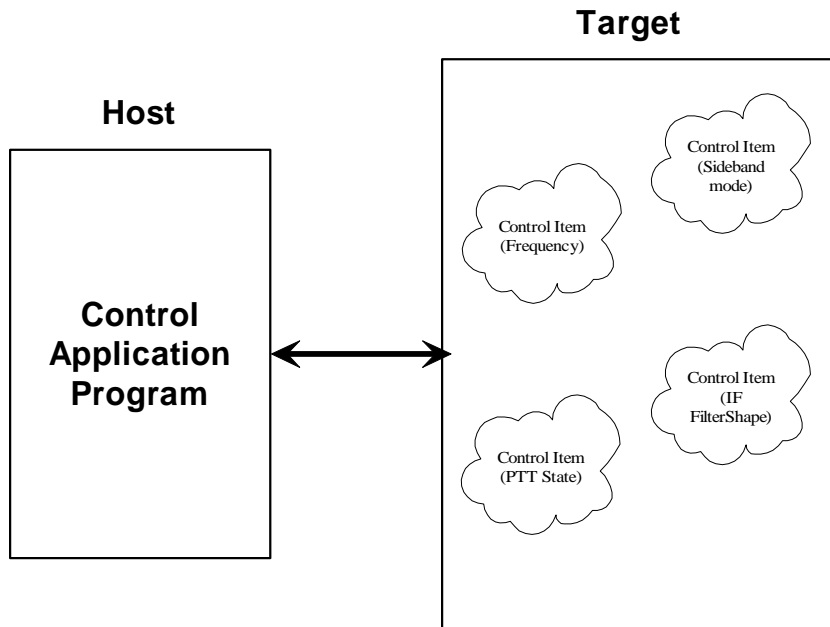 Target
Host
Control
Application
Program
Control Item
(Sideband
mode)
Control Item
(Frequency)
Control Item
(IF
FilterShape)
Control Item
(PTT State)